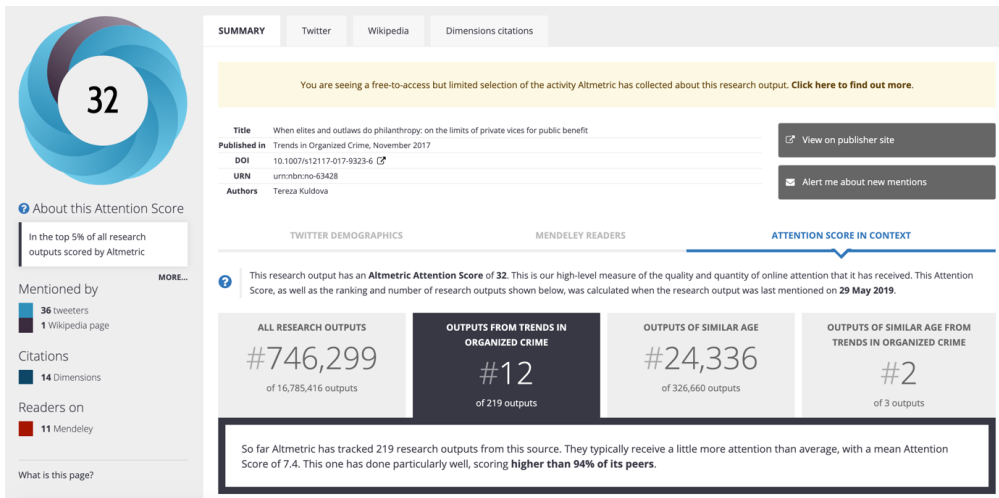 32
About this Attention Score
In the top 5% of all research
outputs scored by Altmetric
MORE...
Mentioned by
36 tweeters
1 Wikipedia page
Citations
14 Dimensions
Readers on
11 Mendeley
What is this page?
SUMMARY
Twitter
Wikipedia
Dimensions citations
You are seeing a free-to-access but limited selection of the activity Altmetric has collected about this research output. Click here to find out more.
Title When elites and outlaws do philanthropy: on the limits of private vices for public benefit
Published in Trends in Organized Crime, November 2017
DOI 10.1007/s12117-017-9323-6
URN urn:nbn:no-63428
Authors Tereza Kuldova
View on publisher site
Alert me about new mentions
TWITTER DEMOGRAPHICS
MENDELEY READERS
ATTENTION SCORE IN CONTEXT
This research output has an Altmetric Attention Score of 32. This is our high-level measure of the quality and quantity of online attention that it has received. This Attention
Score, as well as the ranking and number of research outputs shown below, was calculated when the research output was last mentioned on 29 May 2019.
ALL RESEARCH OUTPUTS
#746,299
of 16,785,416 outputs
OUTPUTS FROM TRENDS IN
ORGANIZED CRIME
#12
of 219 outputs
OUTPUTS OF SIMILAR AGE
#24,336
of 326,660 outputs
OUTPUTS OF SIMILAR AGE FROM
TRENDS IN ORGANIZED CRIME
#2
of 3 outputs
So far Altmetric has tracked 219 research outputs from this source. They typically receive a little more attention than average, with a mean Attention
Score of 7.4. This one has done particularly well, scoring higher than 94% of its peers.